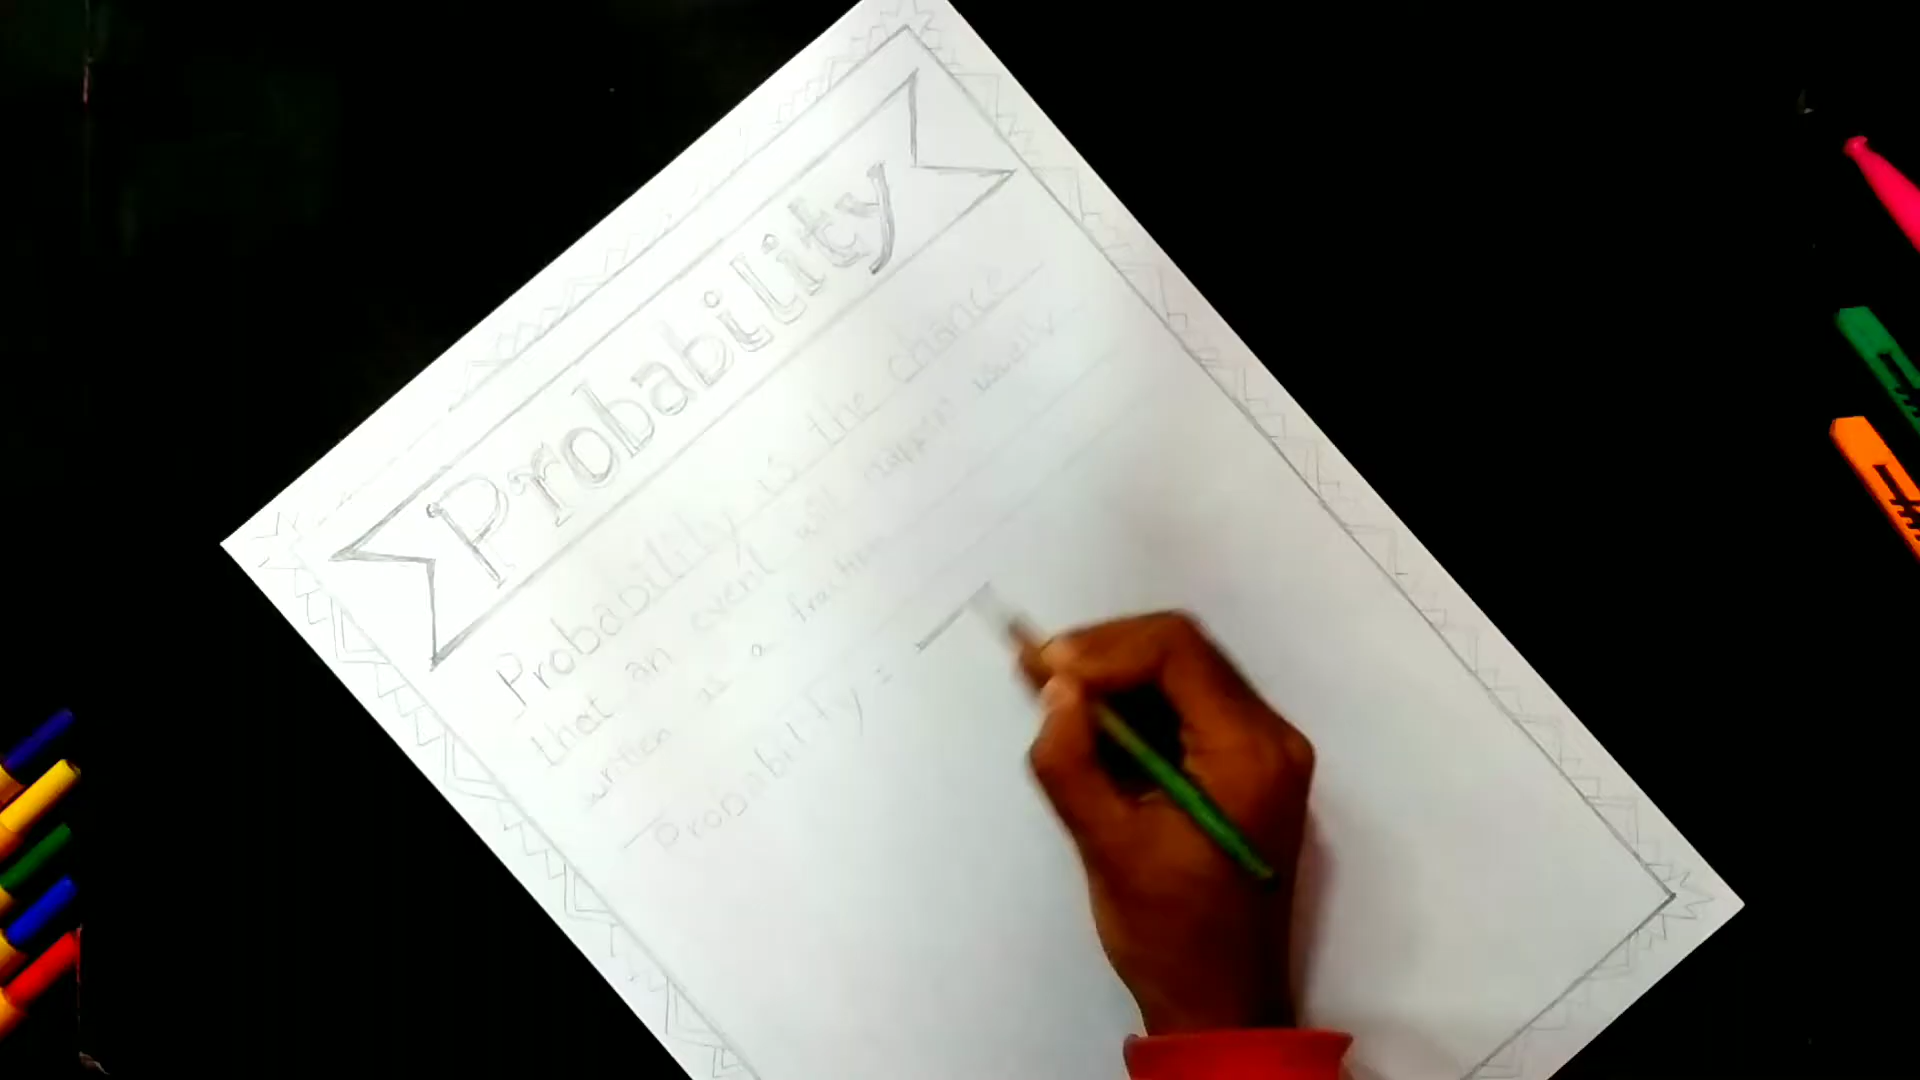 Probability
Probability is the chance
that an event will happen usually
written as a fraction
Probability =